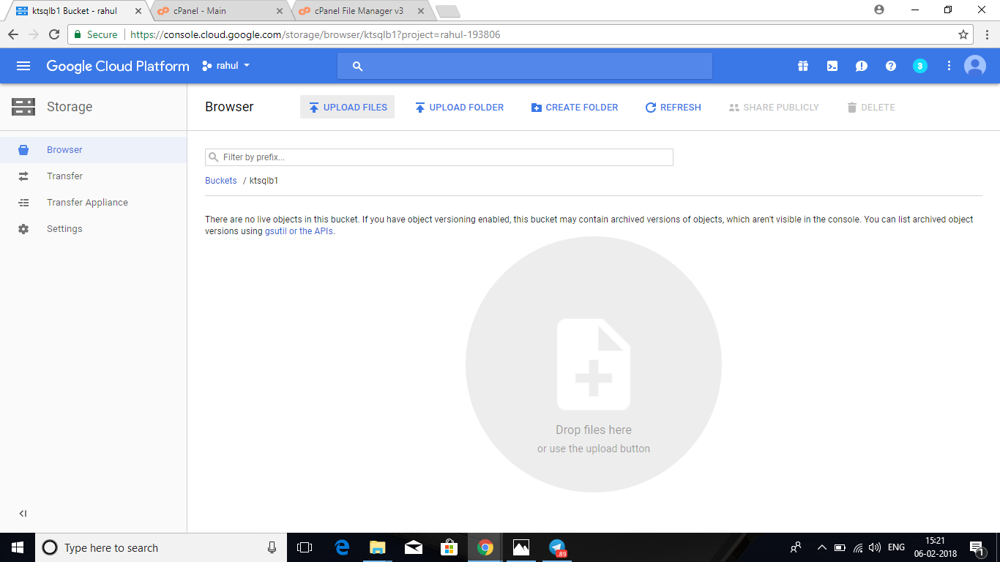 ktsqlb1 Bucket - rahul
cPanel - Main
cPanel File Manager v3
Secure
https://console.cloud.google.com/storage/browser/ktsqlb1?project=rahul-193806
Google Cloud Platform
rahul
3
Storage
Browser
UPLOAD FILES
UPLOAD FOLDER
CREATE FOLDER
REFRESH
SHARE PUBLICLY
DELETE
Browser
Transfer
Transfer Appliance
Settings
Filter by prefix...
Buckets / ktsqlb1
There are no live objects in this bucket. If you have object versioning enabled, this bucket may contain archived versions of objects, which aren't visible in the console. You can list archived object
versions using gsutil or the APIs.
Drop files here
or use the upload button
Type here to search
.89
ENG
15:21
06-02-2018
1